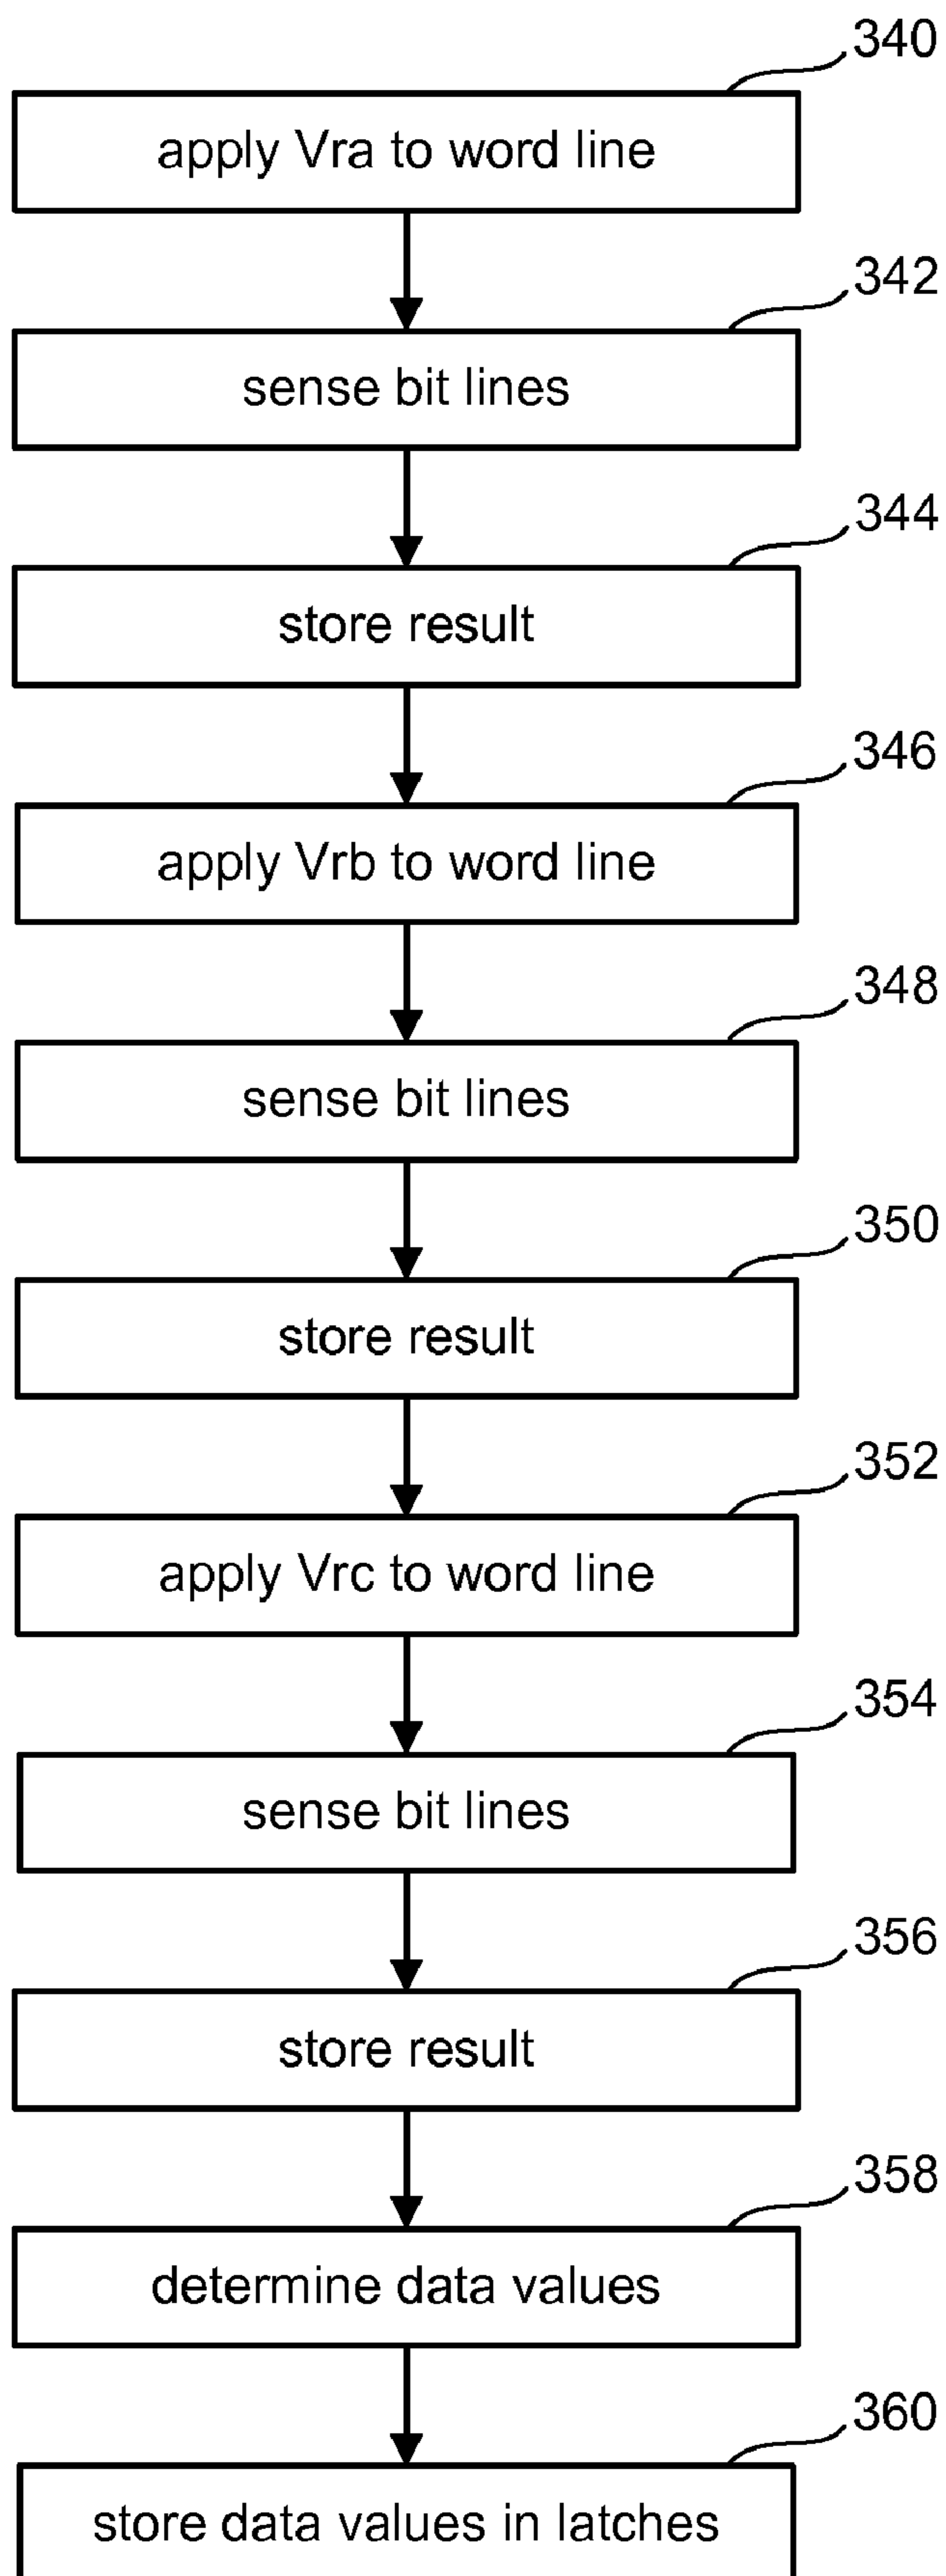 340
apply Vra to word line
342
sense bit lines
344
store result
346
apply Vrb to word line
348
sense bit lines
350
store result
352
apply Vrc to word line
354
sense bit lines
356
store result
358
determine data values
360
store data values in latches